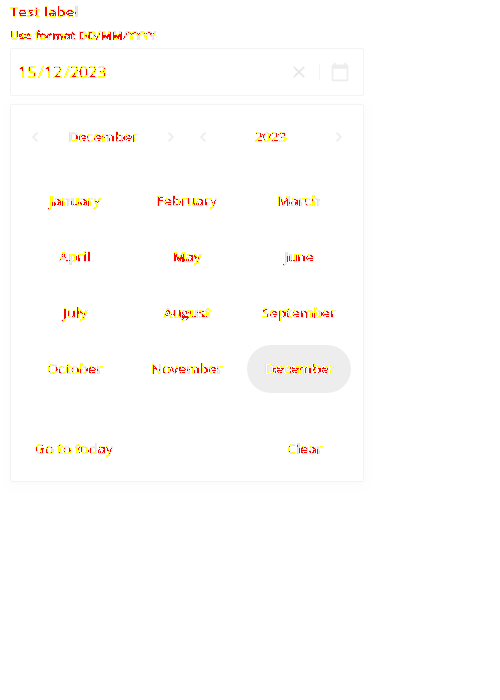 Test label
Use format DD/MM/YYYY
15/12/2023
December 2023
January February March
April May June
July August September
October November December
Go to today Clear